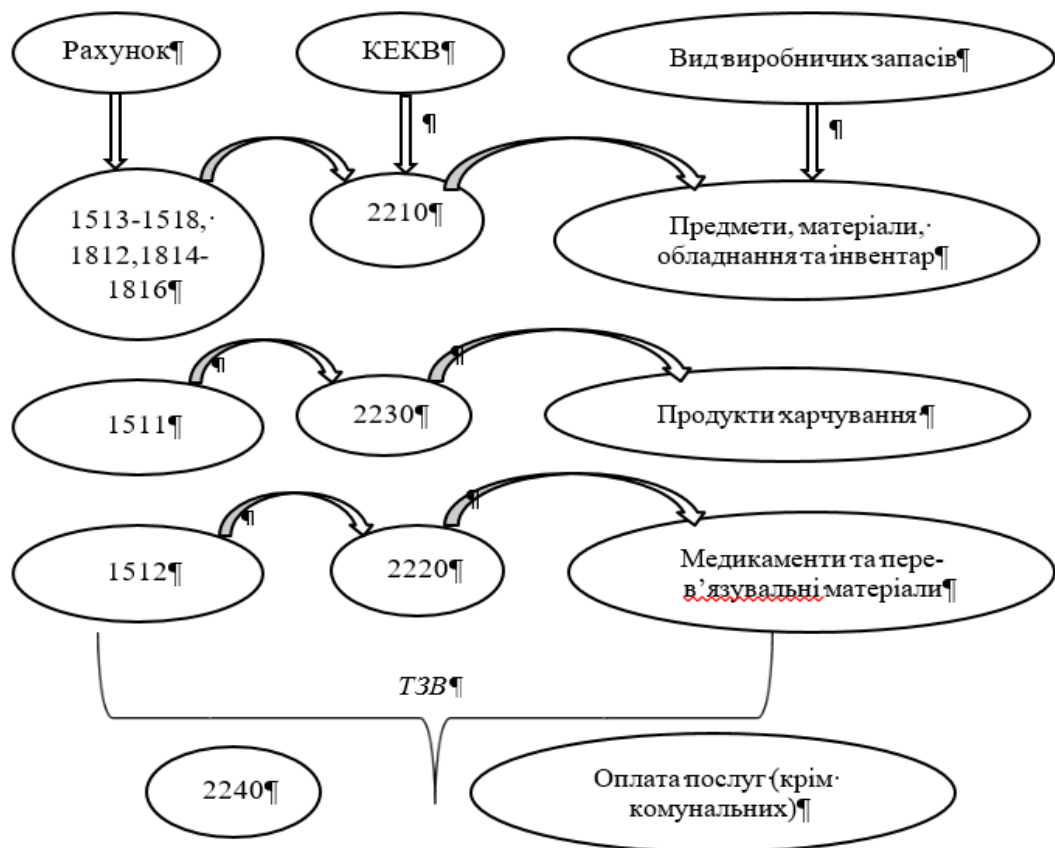 Рахунок¶
КЕКВ¶
Вид·виробничих·запасів¶
¶
¶
1513-1518,·
1812,1814-
1816¶
2210¶
Предмети,·матеріали,·
обладнання·та·інвентар¶
¶
¶
1511¶
2230¶
Продукти·харчування¶
¶
¶
1512¶
2220¶
Медикаменти·та·пере-
в’язувальні·матеріали¶
ТЗВ¶
2240¶
Оплата·послуг·(крім·
комунальних)¶